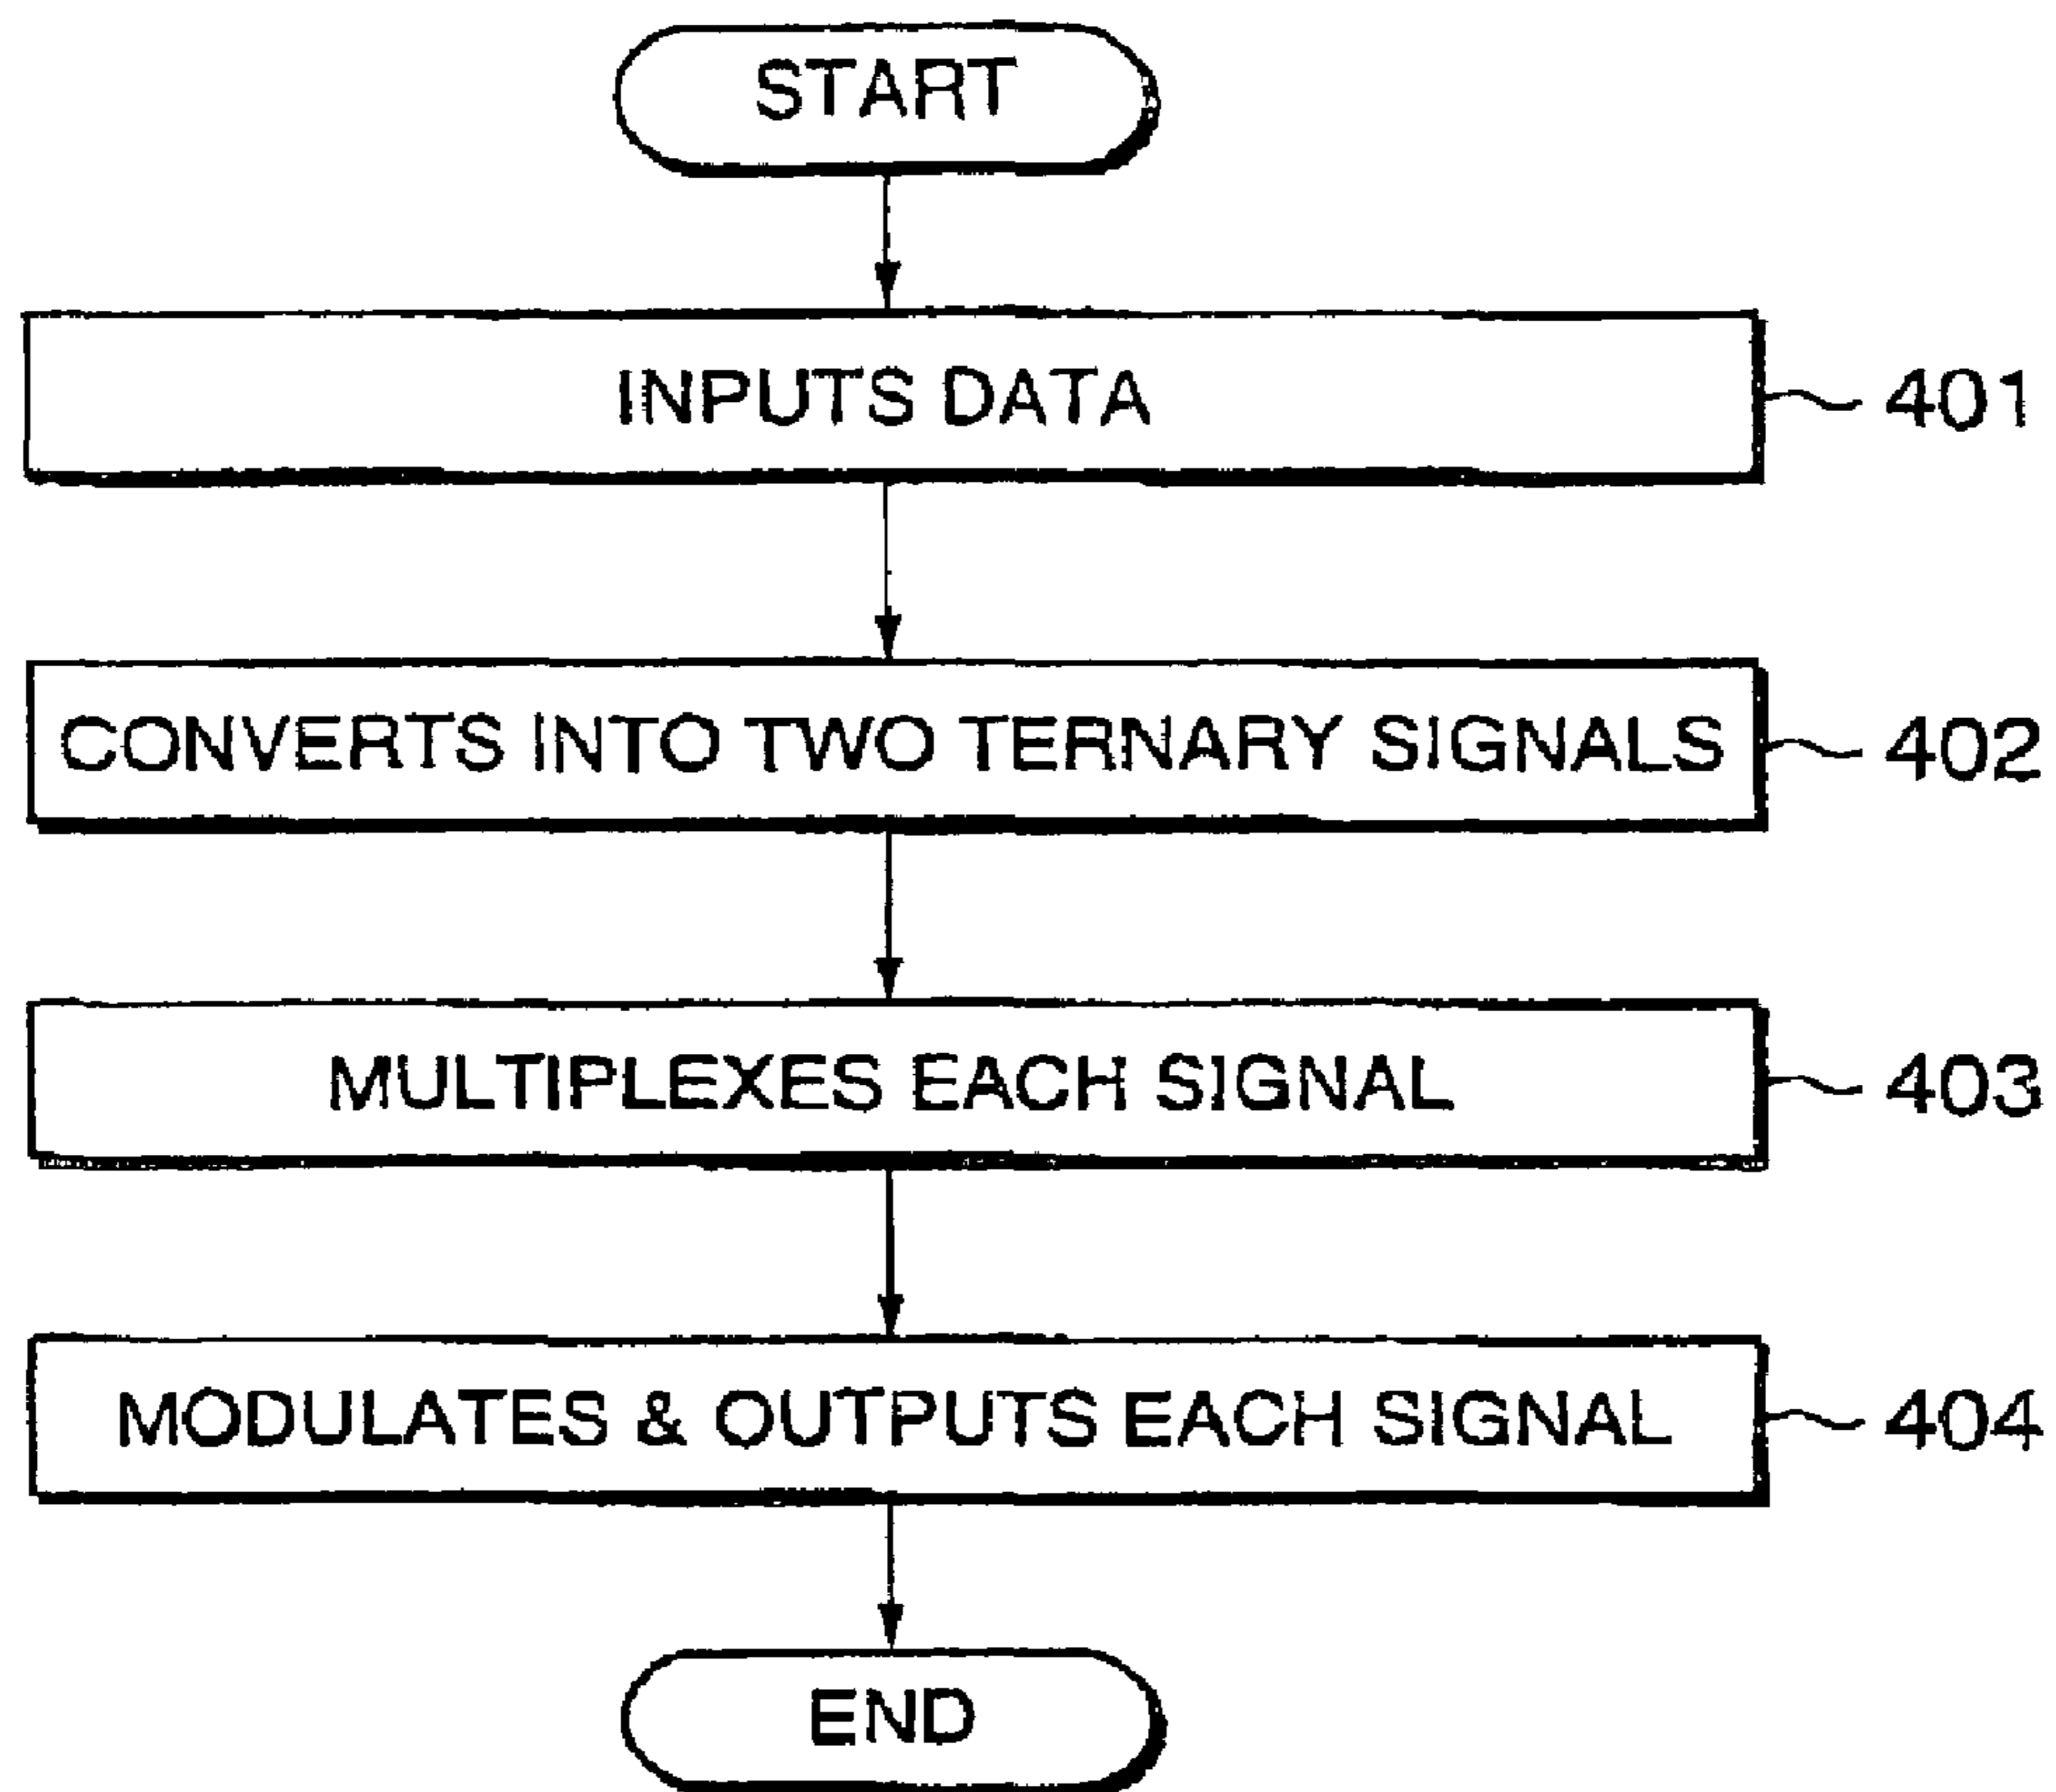 START
INPUTS DATA
401
CONVERTS INTO TWO TERNARY SIGNALS
402
MULTIPLEXES EACH SIGNAL
403
MODULATES & OUTPUTS EACH SIGNAL
404
END